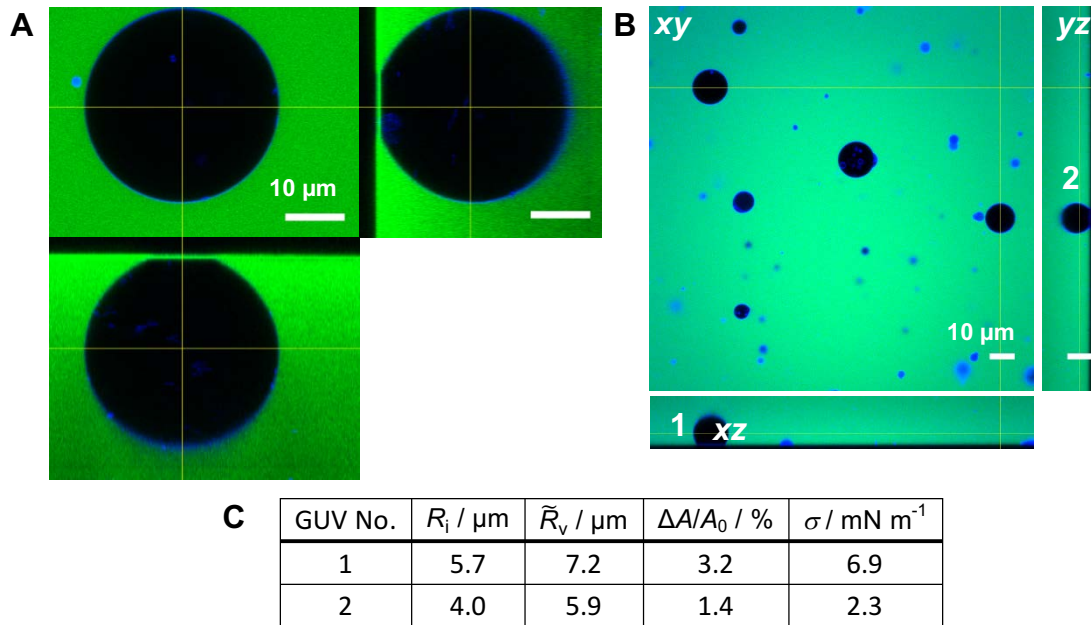 A
10 µm
B
xy
yz
2
10 µm
1
xz
C
GUV No. R_i / µm R̃_v / µm ΔA/A_0 / % σ / mN m^-1
1 5.7 7.2 3.2 6.9
2 4.0 5.9 1.4 2.3